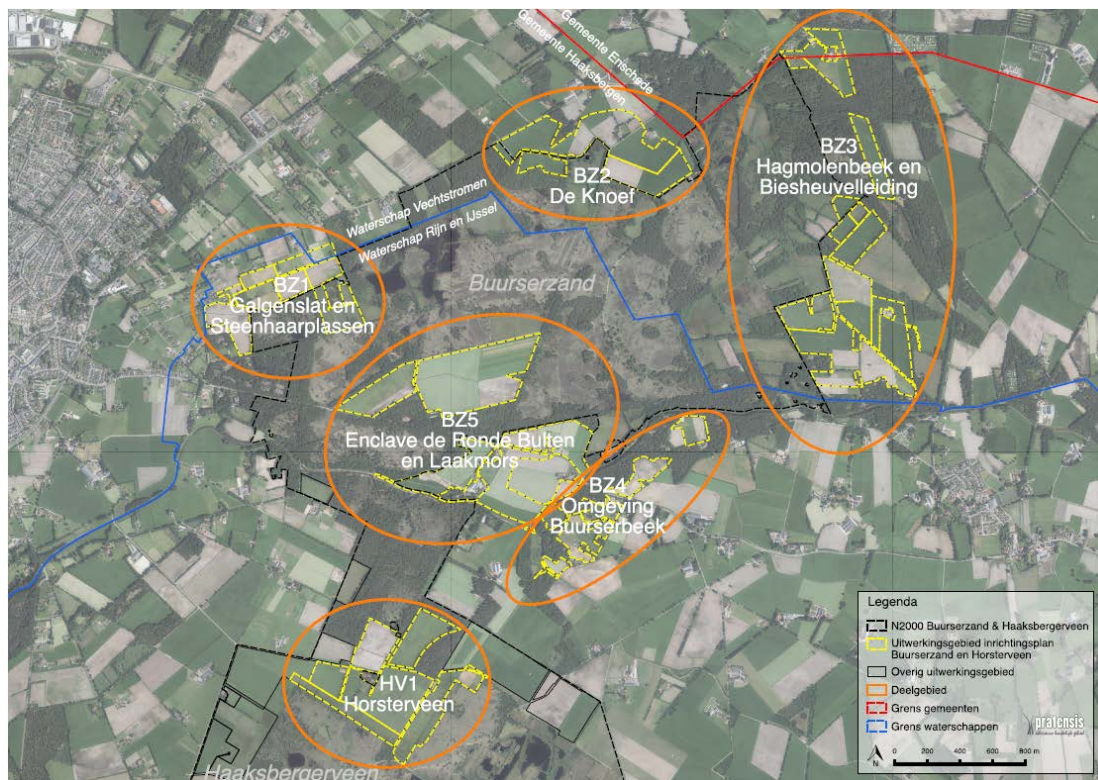 Gemeente Enschede
Gemeente Haaksbergen
BZ3
Hagmolenbeek en
Biesheuvelleiding
BZ2
De Knoef
Waterschap Vechtstromen
Waterschap Rijn en IJssel
BZ1
Galgenslat en
Steenhaarplassen
Buurserzand
BZ5
Enclave de Ronde Bulten
en Laakmors
BZ4
Omgeving
Buurserbeek
HV1
Horsterveen
Haaksbergerveen
Legenda
N2000 Buurserzand & Haaksbergerveen
Uitwerkingsgebied inrichtingsplan
Buurserzand en Horsterveen
Overig uitwerkingsgebied
Deelgebied
Grens gemeenten
Grens waterschappen
pratensis
N
0 200 400 600 800 m